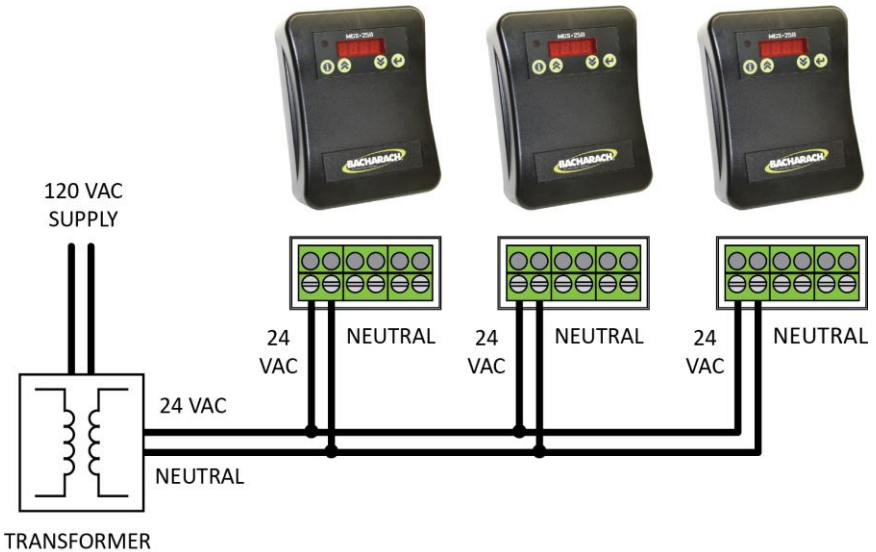 MGS-250
MGS-250
MGS-250
BACHARACH
BACHARACH
BACHARACH
120 VAC
SUPPLY
24
VAC
NEUTRAL
24
VAC
NEUTRAL
24
VAC
NEUTRAL
24 VAC
NEUTRAL
TRANSFORMER